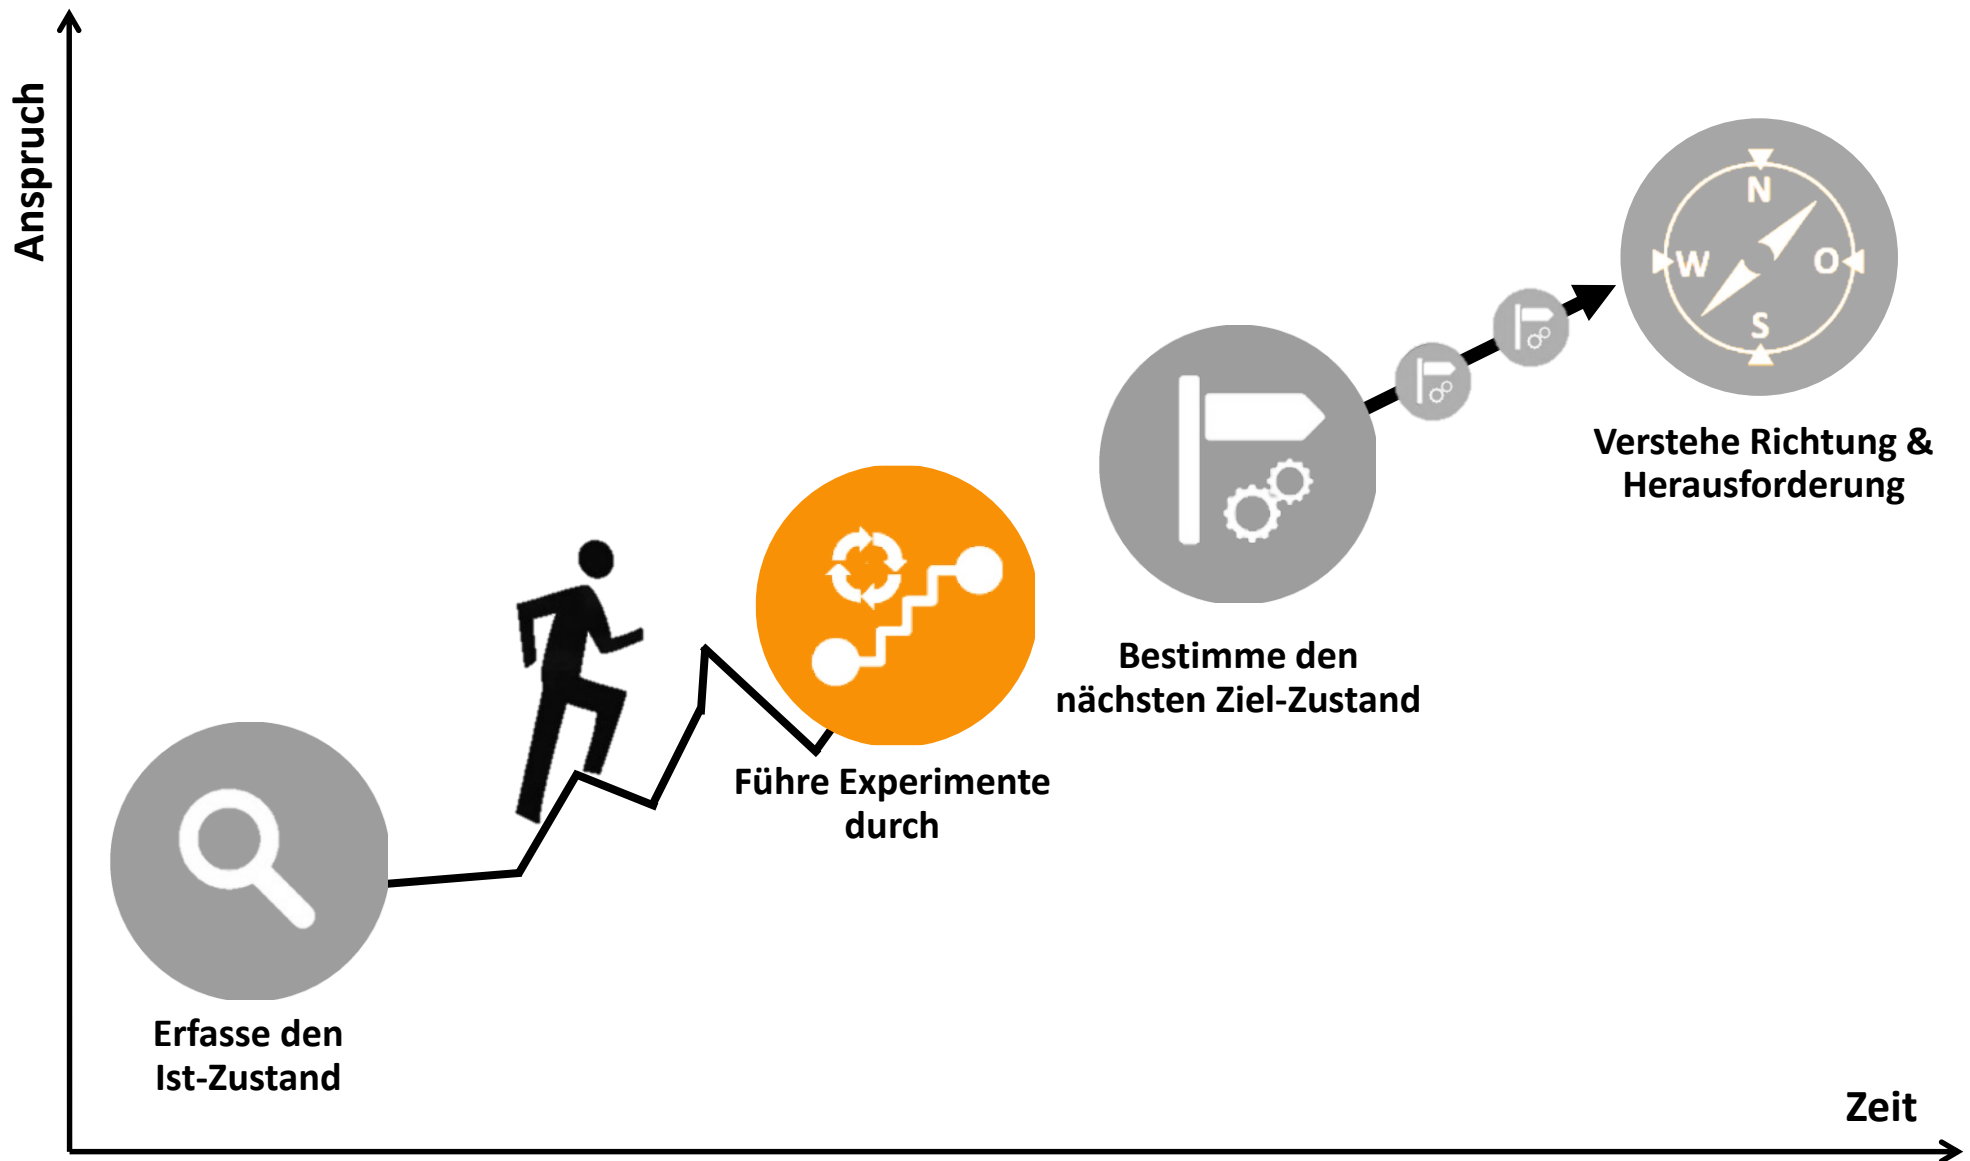 Anspruch
N
W
O
S
Verstehe Richtung &
Herausforderung
Bestimme den
nächsten Ziel-Zustand
Führe Experimente
durch
Erfasse den
Ist-Zustand
Zeit